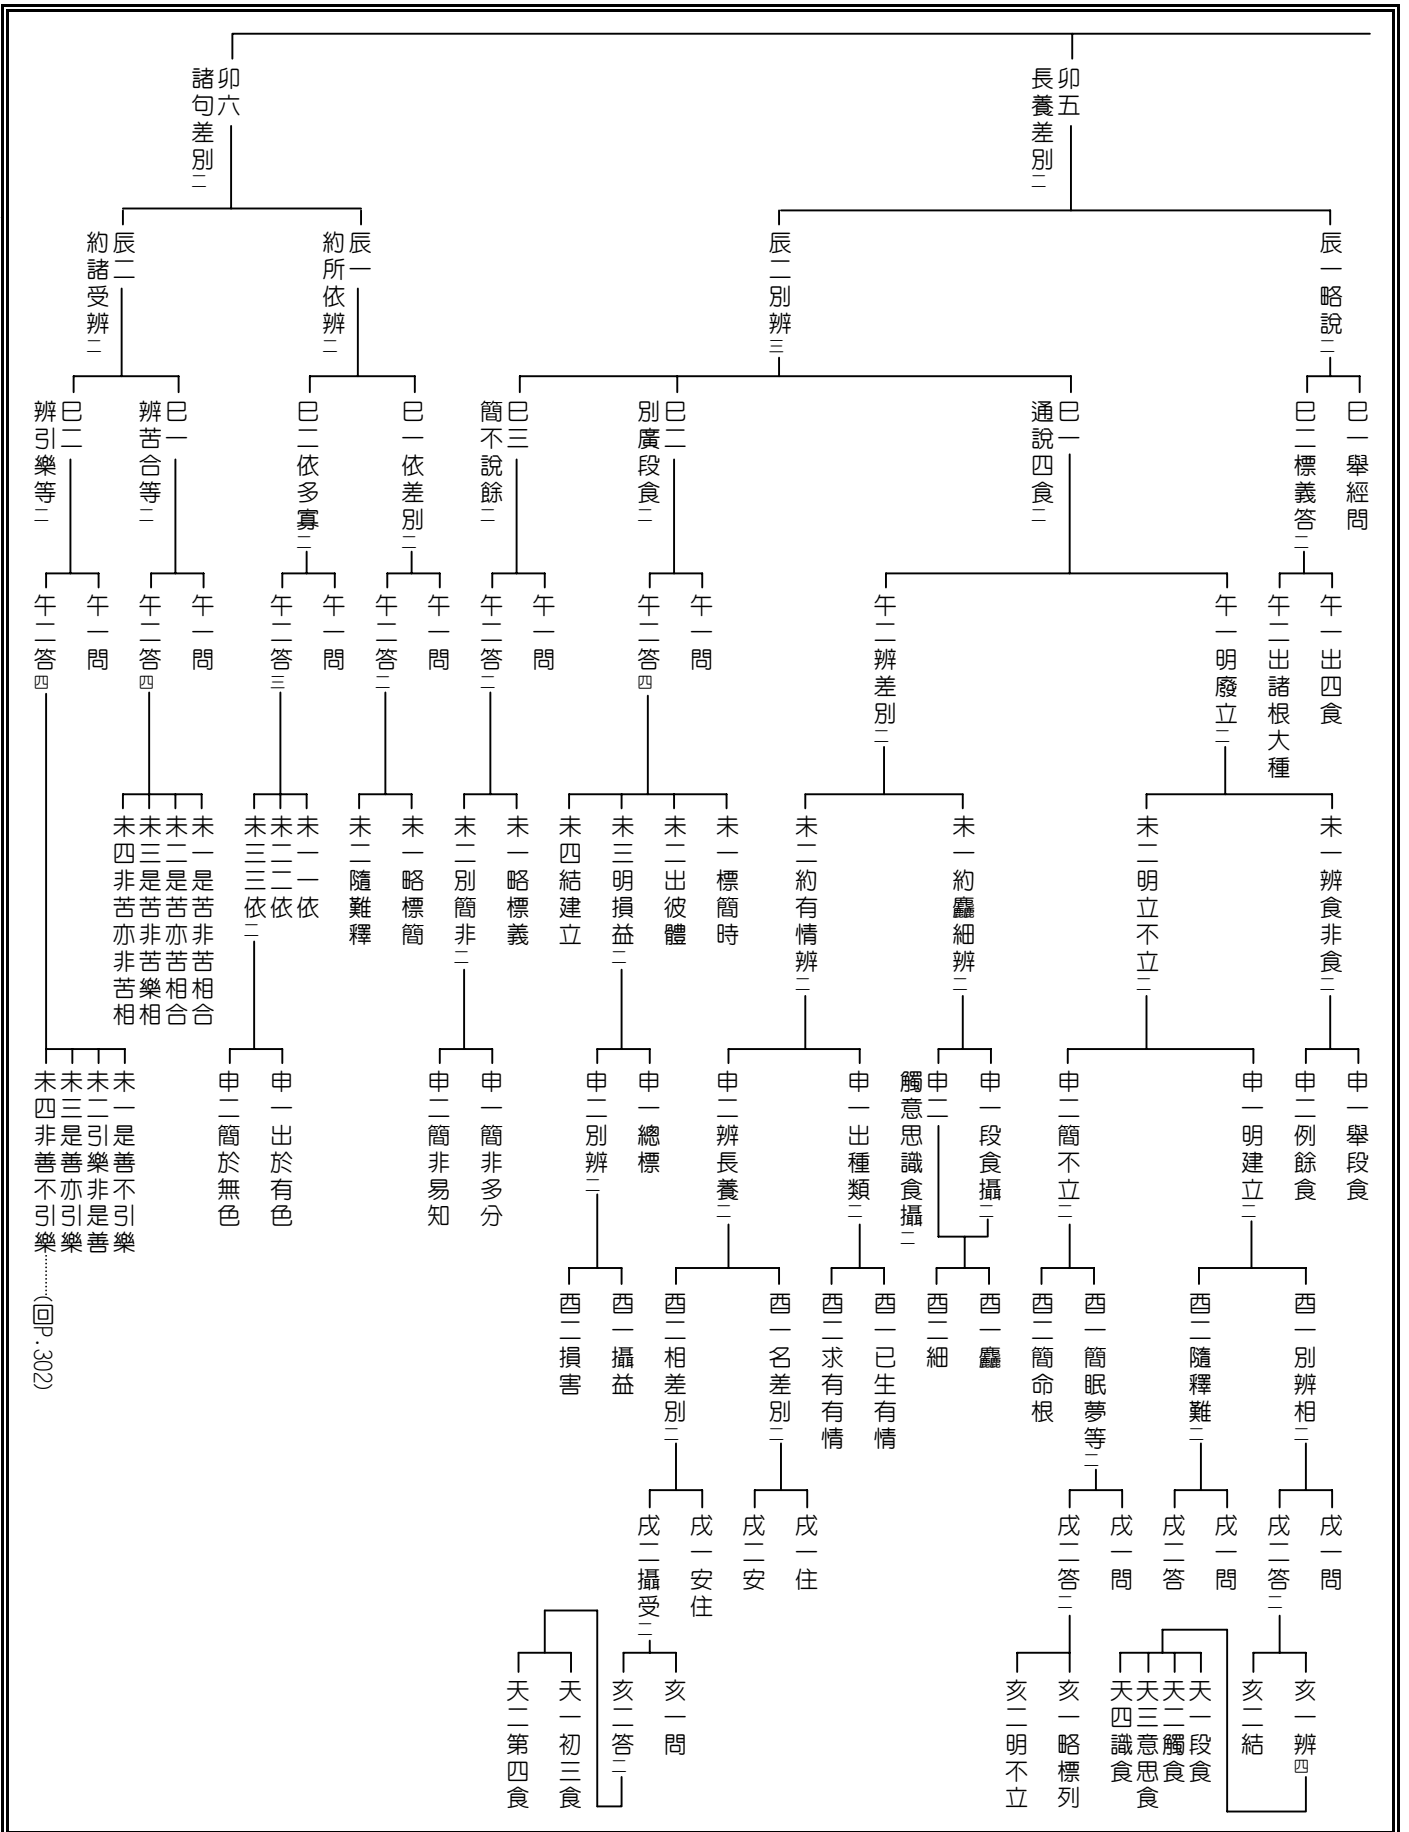 卯五
長養差別二
卯六
諸句差別二
辰一略說二
辰二別辨三
辰一
約所依辨二
辰二
約諸受辨二
巳一舉經問
巳二標義答二
巳一
通說四食二
巳二
別廣段食二
巳三
簡不說餘二
巳一依差別二
巳二依多寡二
巳一
辨苦合等二
巳二
辨引樂等二
午一出四食
午二出諸根大種
午一明廢立二
午二辨差別二
午一問
午二答四
午一問
午二答二
午一問
午二答二
午一問
午二答三
午一問
午二答四
午一問
午二答四
未一辨食非食二
未二明立不立二
未一約麤細辨二
未二約有情辨二
未一標簡時
未二出彼體
未三明損益二
未四結建立
未一略標義
未二別簡非二
未一略標簡
未二隨難釋
未一一依
未二二依
未三三依二
未一是苦非苦相合
未二是苦亦苦相合
未三是苦非苦樂相
未四非苦亦非苦相
申一舉段食
申二例餘食
申一明建立二
申二簡不立二
申一段食攝二
申二
觸意思識食攝二
申一出種類二
申二辨長養二
申一總標
申二別辨二
申一簡非多分
申二簡非易知
申一出於有色
申二簡於無色
未一是善不引樂
未二引樂非是善
未三是善亦引樂
未四非善不引樂………(回P.302)
酉一別辨相二
酉二隨釋難二
酉一簡眠夢等二
酉二簡命根
酉一麤
酉二細
酉一已生有情
酉二求有有情
酉一名差別二
酉二相差別二
酉一攝益
酉二損害
戌一問
戌二答二
戌一問
戌二答
戌一問
戌二答二
戌一住
戌二安
戌一安住
戌二攝受二
亥一辨四
亥二結
天一段食
天二觸食
天三意思食
天四識食
亥一略標列
亥二明不立
亥一問
亥二答二
天一初三食
天二第四食